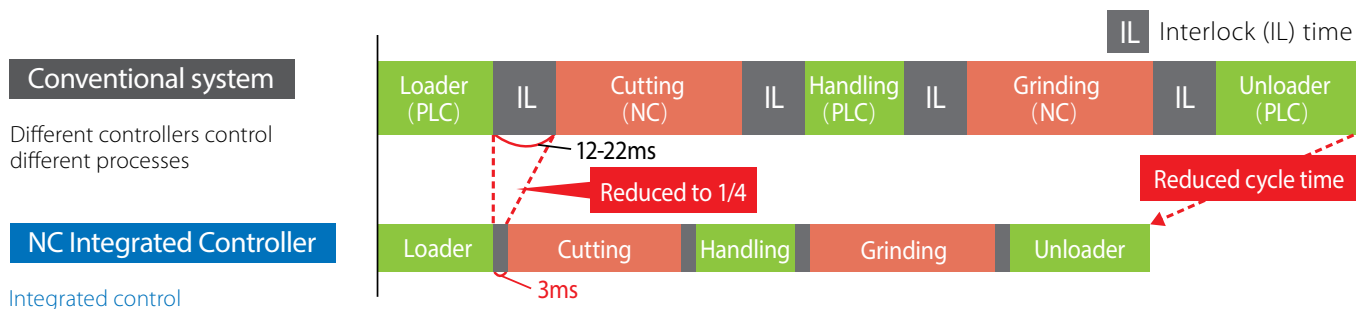 IL Interlock (IL) time
Conventional system
Different controllers control
different processes
Loader
(PLC)
IL
Cutting
(NC)
IL
Handling
(PLC)
IL
Grinding
(NC)
IL
Unloader
(PLC)
12-22ms
Reduced to 1/4
Reduced cycle time
NC Integrated Controller
Integrated control
Loader
Cutting
Handling
Grinding
Unloader
3ms